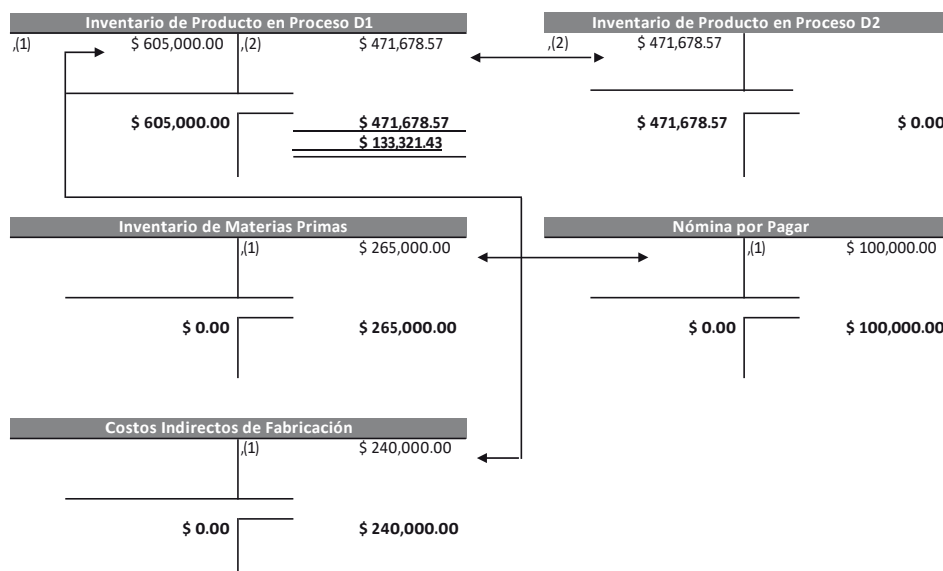 Inventario de Producto en Proceso D1
,(1) $ 605,000.00 ,(2) $ 471,678.57
$ 605,000.00 $ 471,678.57
$ 133,321.43
Inventario de Producto en Proceso D2
,(2) $ 471,678.57
$ 471,678.57 $ 0.00
Inventario de Materias Primas
,(1) $ 265,000.00
$ 0.00 $ 265,000.00
Nómina por Pagar
,(1) $ 100,000.00
$ 0.00 $ 100,000.00
Costos Indirectos de Fabricación
,(1) $ 240,000.00
$ 0.00 $ 240,000.00